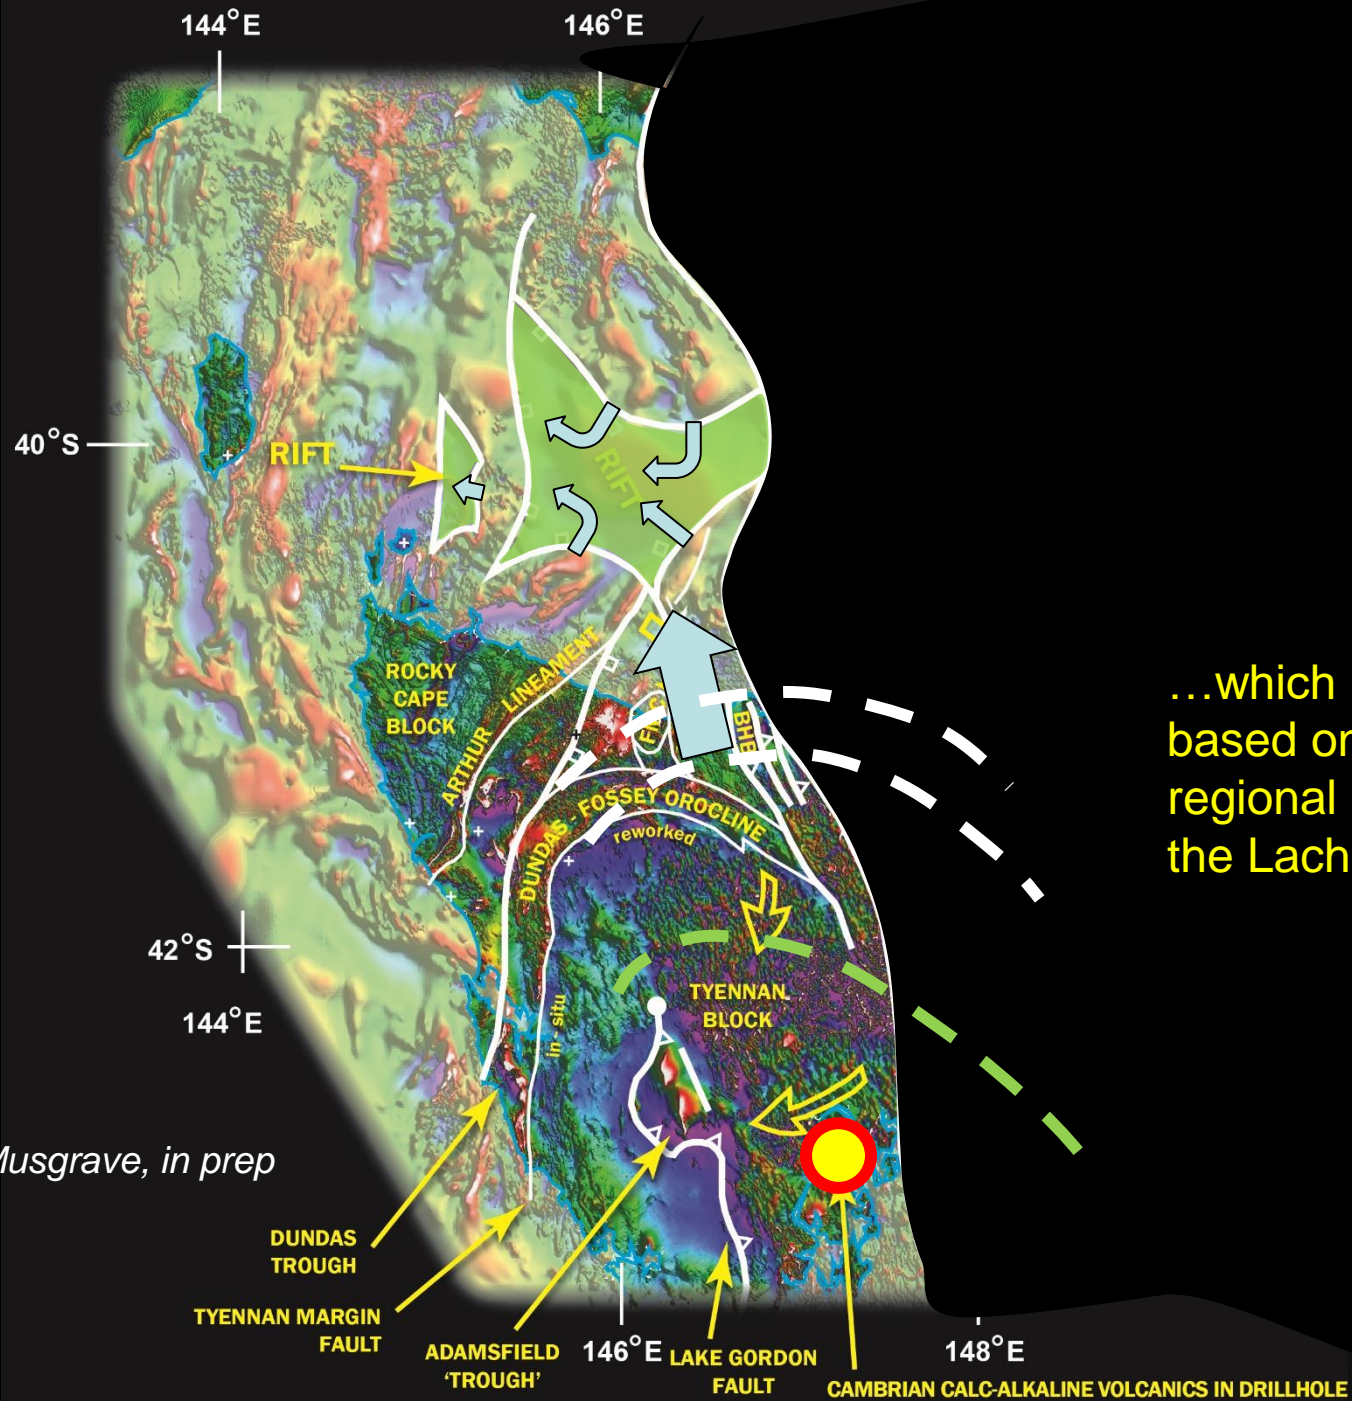 144°E
146°E
40°S
RIFT
RIFT
ROCKY
CAPE
BLOCK
ARTHUR LINEAMENT
BHB
…which
based or
regional
the Lach
DUNDAS - FOSSEY OROCLINE
reworked
42°S
144°E
TYENNAN
BLOCK
in - situ
Musgrave, in prep
DUNDAS
TROUGH
TYENNAN MARGIN
FAULT
ADAMSFIELD
‘TROUGH’
146°E
LAKE GORDON
FAULT
148°E
CAMBRIAN CALC-ALKALINE VOLCANICS IN DRILLHOLE